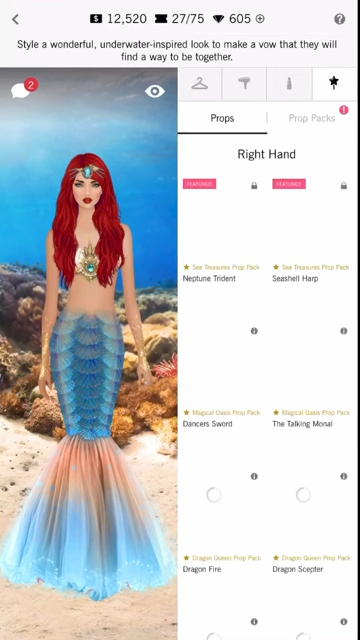 12,520 27/75 605
Style a wonderful, underwater-inspired look to make a vow that they will
find a way to be together.
2
Props
Prop Packs
Right Hand
FEATURED
FEATURED
Sea Treasures Prop Pack
Neptune Trident
Sea Treasures Prop Pack
Seashell Harp
Magical Oasis Prop Pack
Dancers Sword
Magical Oasis Prop Pack
The Talking Monal
Dragon Queen Prop Pack
Dragon Fire
Dragon Queen Prop Pack
Dragon Scepter